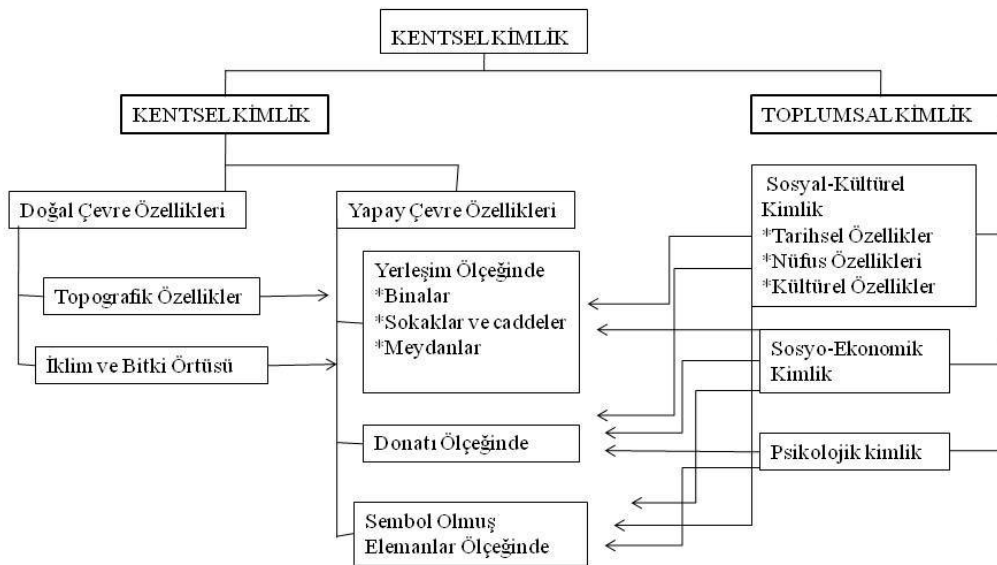 KENTSEL KİMLİK
KENTSEL KİMLİK
TOPLUMSAL KİMLİK
Doğal Çevre Özellikleri
Yapay Çevre Özellikleri
Sosyal-Kültürel
Kimlik
*Tarihsel Özellikler
*Nüfus Özellikleri
*Kültürel Özellikler
Topografik Özellikler
İklim ve Bitki Örtüsü
Yerleşim Ölçeğinde
*Binalar
*Sokaklar ve caddeler
*Meydanlar
Sosyo-Ekonomik
Kimlik
Donatı Ölçeğinde
Psikolojik kimlik
Sembol Olmuş
Elemanlar Ölçeğinde